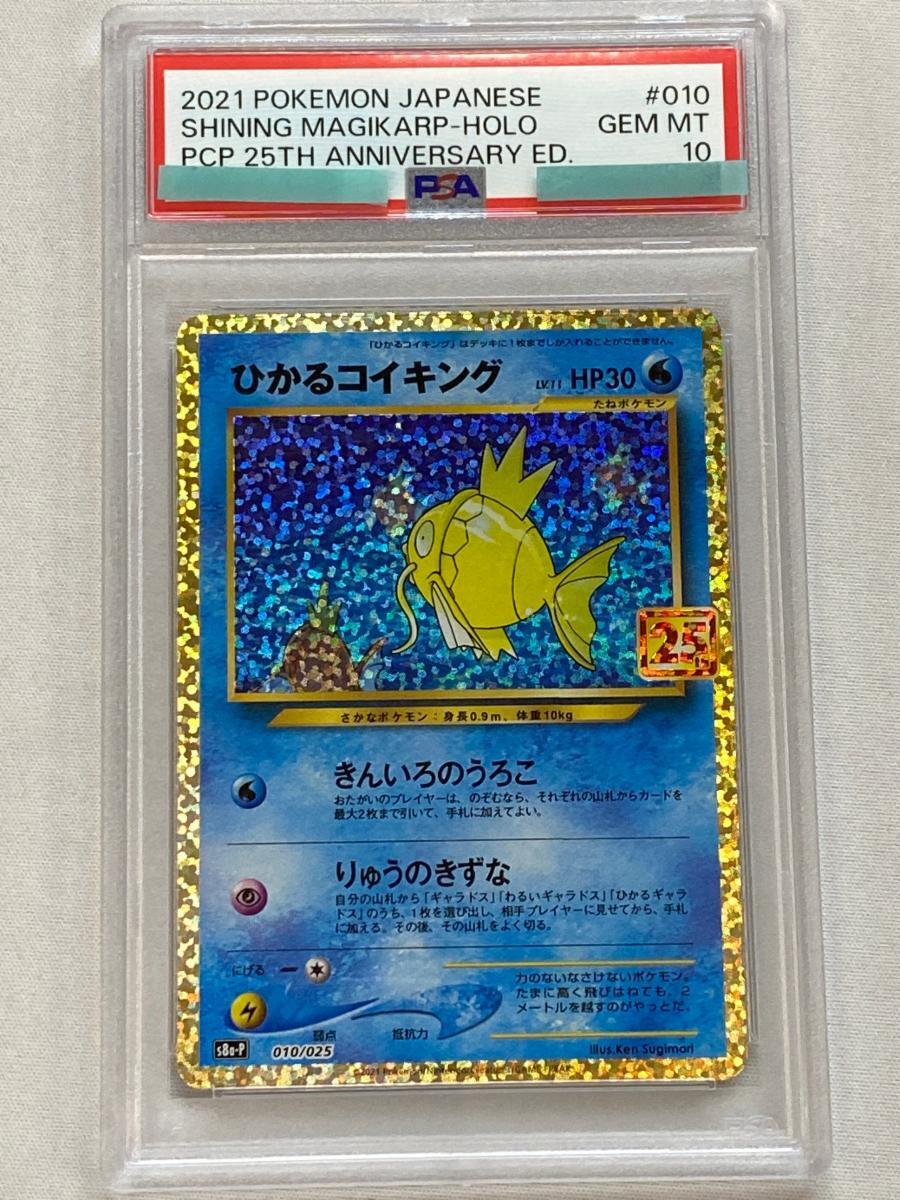 2021 POKEMON JAPANESE #010
SHINING MAGIKARP-HOLO GEM MT
PCP 25TH ANNIVERSARY ED. 10
PSA
「ひかるコイキング」はデッキに1枚までしか入れることができません。
ひかるコイキング LV.11 HP30
たねポケモン
25
さかなポケモン：身長0.9m、体重10kg
きんいろのうろこ
おたがいのプレイヤーは、のぞむなら、それぞれの山札からカードを
最大2枚まで引いて、手札に加えてよい。
りゅうのきずな
自分の山札から「ギャラドス」「わるいギャラドス」「ひかるギャラ
ドス」のうち、1枚を選び出し、相手プレイヤーに見せてから、手札
に加える。その後、その山札をよく切る。
にげる
力のないなさけないポケモン。
たまに高く飛びはねても、2
メートルを越すのがやっとだ。
弱点 抵抗力
s8a-P 010/025 Illus.Ken Sugimori
©2021 Pokémon/Nintendo/Creatures/GAME FREAK